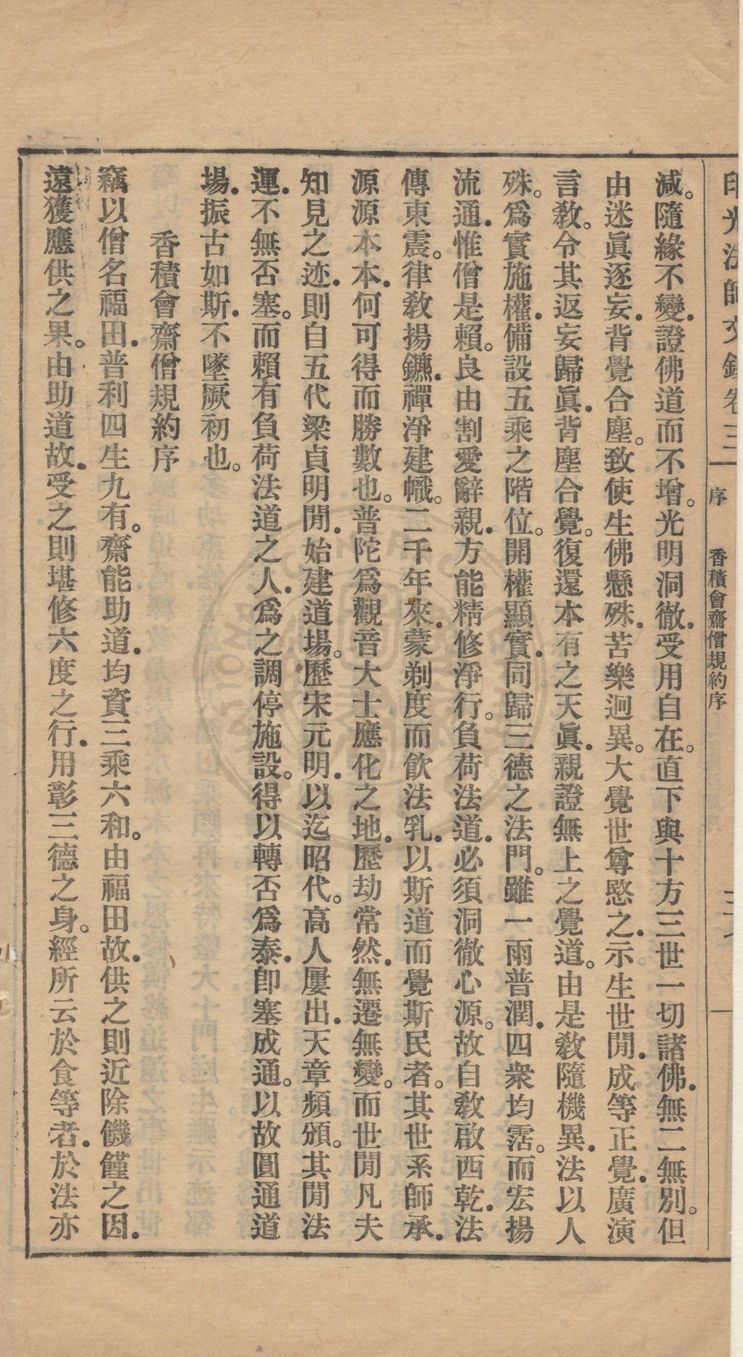 印光法師文鈔卷三 序 香積會齋僧規約序
減。隨緣不變。證佛道而不增。光明洞徹。受用自在。直下與十方三世一切諸佛。無二無別。但
由迷眞逐妄。背覺合塵。致使生佛懸殊。苦樂迥異。大覺世尊愍之。示生世閒。成等正覺。廣演
言敎。令其返妄歸眞。背塵合覺。復還本有之天眞。親證無上之覺道。由是敎隨機異。法以人
殊。爲實施權。備設五乘之階位。開權顯實。同歸三德之法門。雖一雨普潤。四衆均霑。而宏揚
流通。惟僧是賴。良由割愛辭親。方能精修淨行。負荷法道。必須洞徹心源。故自敎啟西乾。法
傳東震。律敎揚鑣。禪淨建幟。二千年來。蒙剃度而飲法乳。以斯道而覺斯民者。其世系師承。
源源本本。何可得而勝數也。普陀爲觀音大士應化之地。歷劫常然。無遷無變。而世閒凡夫
知見之迹。則自五代梁貞明閒。始建道場。歷宋元明。以迄昭代。高人屢出。天章頻頒。其閒法
運。不無否塞。而賴有負荷法道之人。爲之調停施設。得以轉否爲泰。卽塞成通。以故圓通道
場。振古如斯。不墜厥初也。
香積會齋僧規約序
竊以僧名福田。普利四生九有。齋能助道。均資三乘六和。由福田故。供之則近除饑饉之因。
遠獲應供之果。由助道故。受之則堪修六度之行。用彰三德之身。經所云於食等者。於法亦